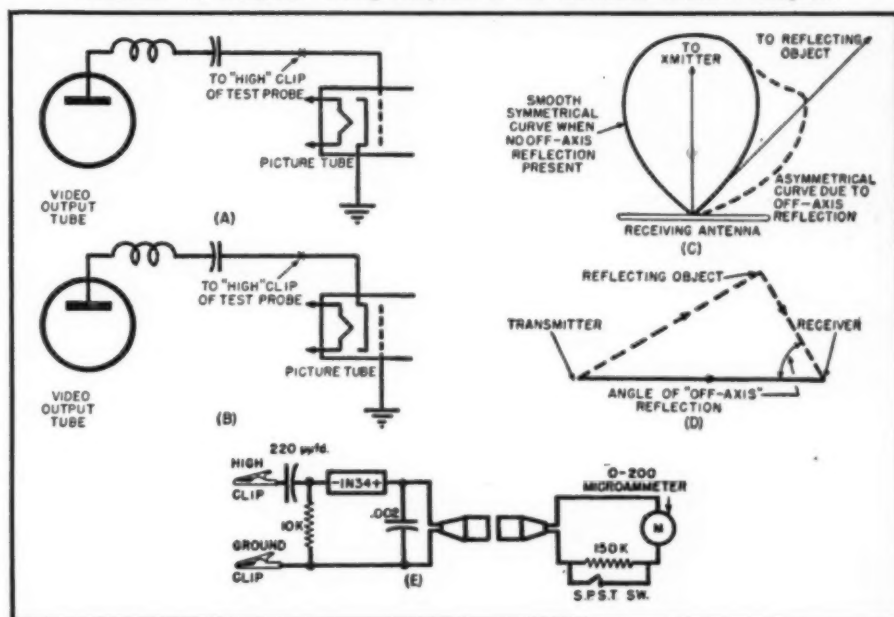 TO "HIGH" CLIP
OF TEST PROBE
PICTURE TUBE
VIDEO
OUTPUT
TUBE
(A)
TO "HIGH" CLIP
OF TEST PROBE
PICTURE TUBE
VIDEO
OUTPUT
TUBE
(B)
TO
XMITTER
TO REFLECTING
OBJECT
SMOOTH
SYMMETRICAL
CURVE WHEN
NO OFF-AXIS
REFLECTION
PRESENT
ASYMMETRICAL
CURVE DUE TO
OFF-AXIS
REFLECTION
RECEIVING ANTENNA
(C)
REFLECTING OBJECT
TRANSMITTER
RECEIVER
ANGLE OF "OFF-AXIS"
REFLECTION
(D)
220 µµfd.
HIGH
CLIP
-IN34+
10K
.002
GROUND
CLIP
(E)
0-200
MICROAMMETER
M
150K
S.P.S.T SW.